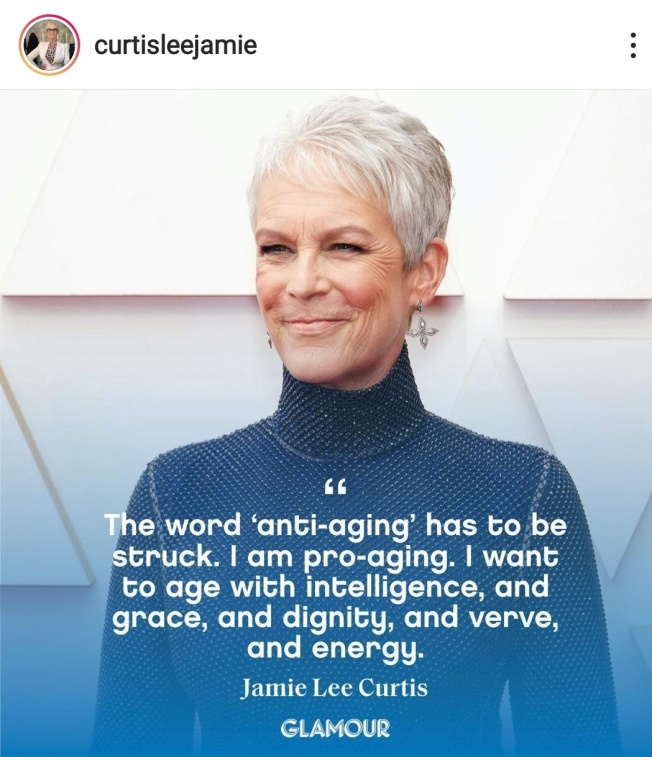 curtisleejamie
“
The word ‘anti-aging’ has to be
struck. I am pro-aging. I want
to age with intelligence, and
grace, and dignity, and verve,
and energy.
Jamie Lee Curtis
GLAMOUR